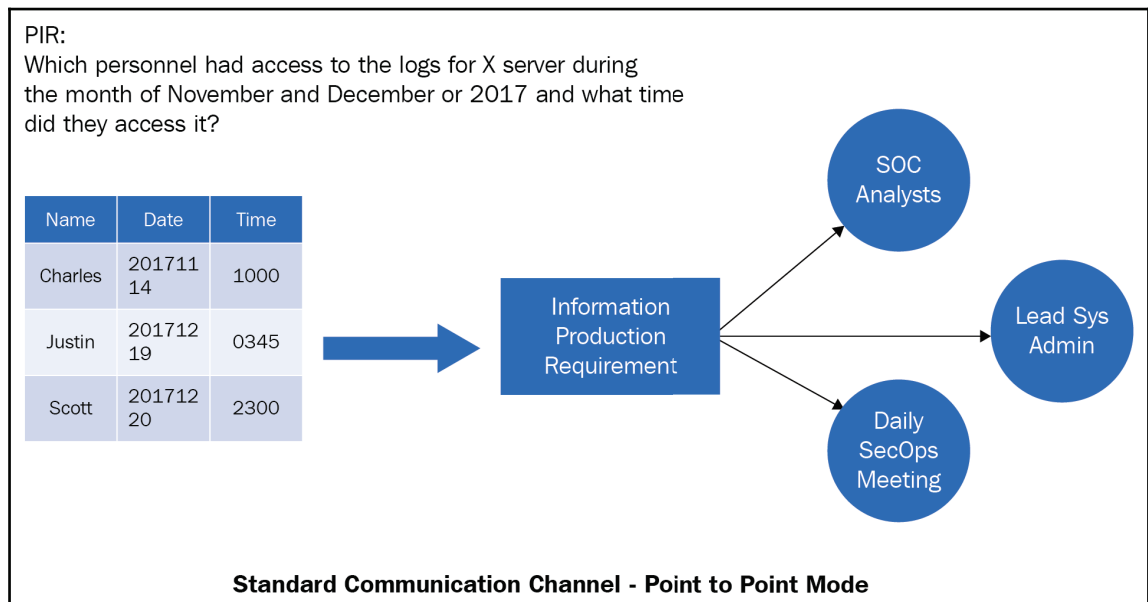 PIR:
Which personnel had access to the logs for X server during
the month of November and December or 2017 and what time
did they access it?
Name Date Time
Charles 201711
14 1000
Justin 201712
19 0345
Scott 201712
20 2300
Information
Production
Requirement
SOC
Analysts
Lead Sys
Admin
Daily
SecOps
Meeting
Standard Communication Channel - Point to Point Mode